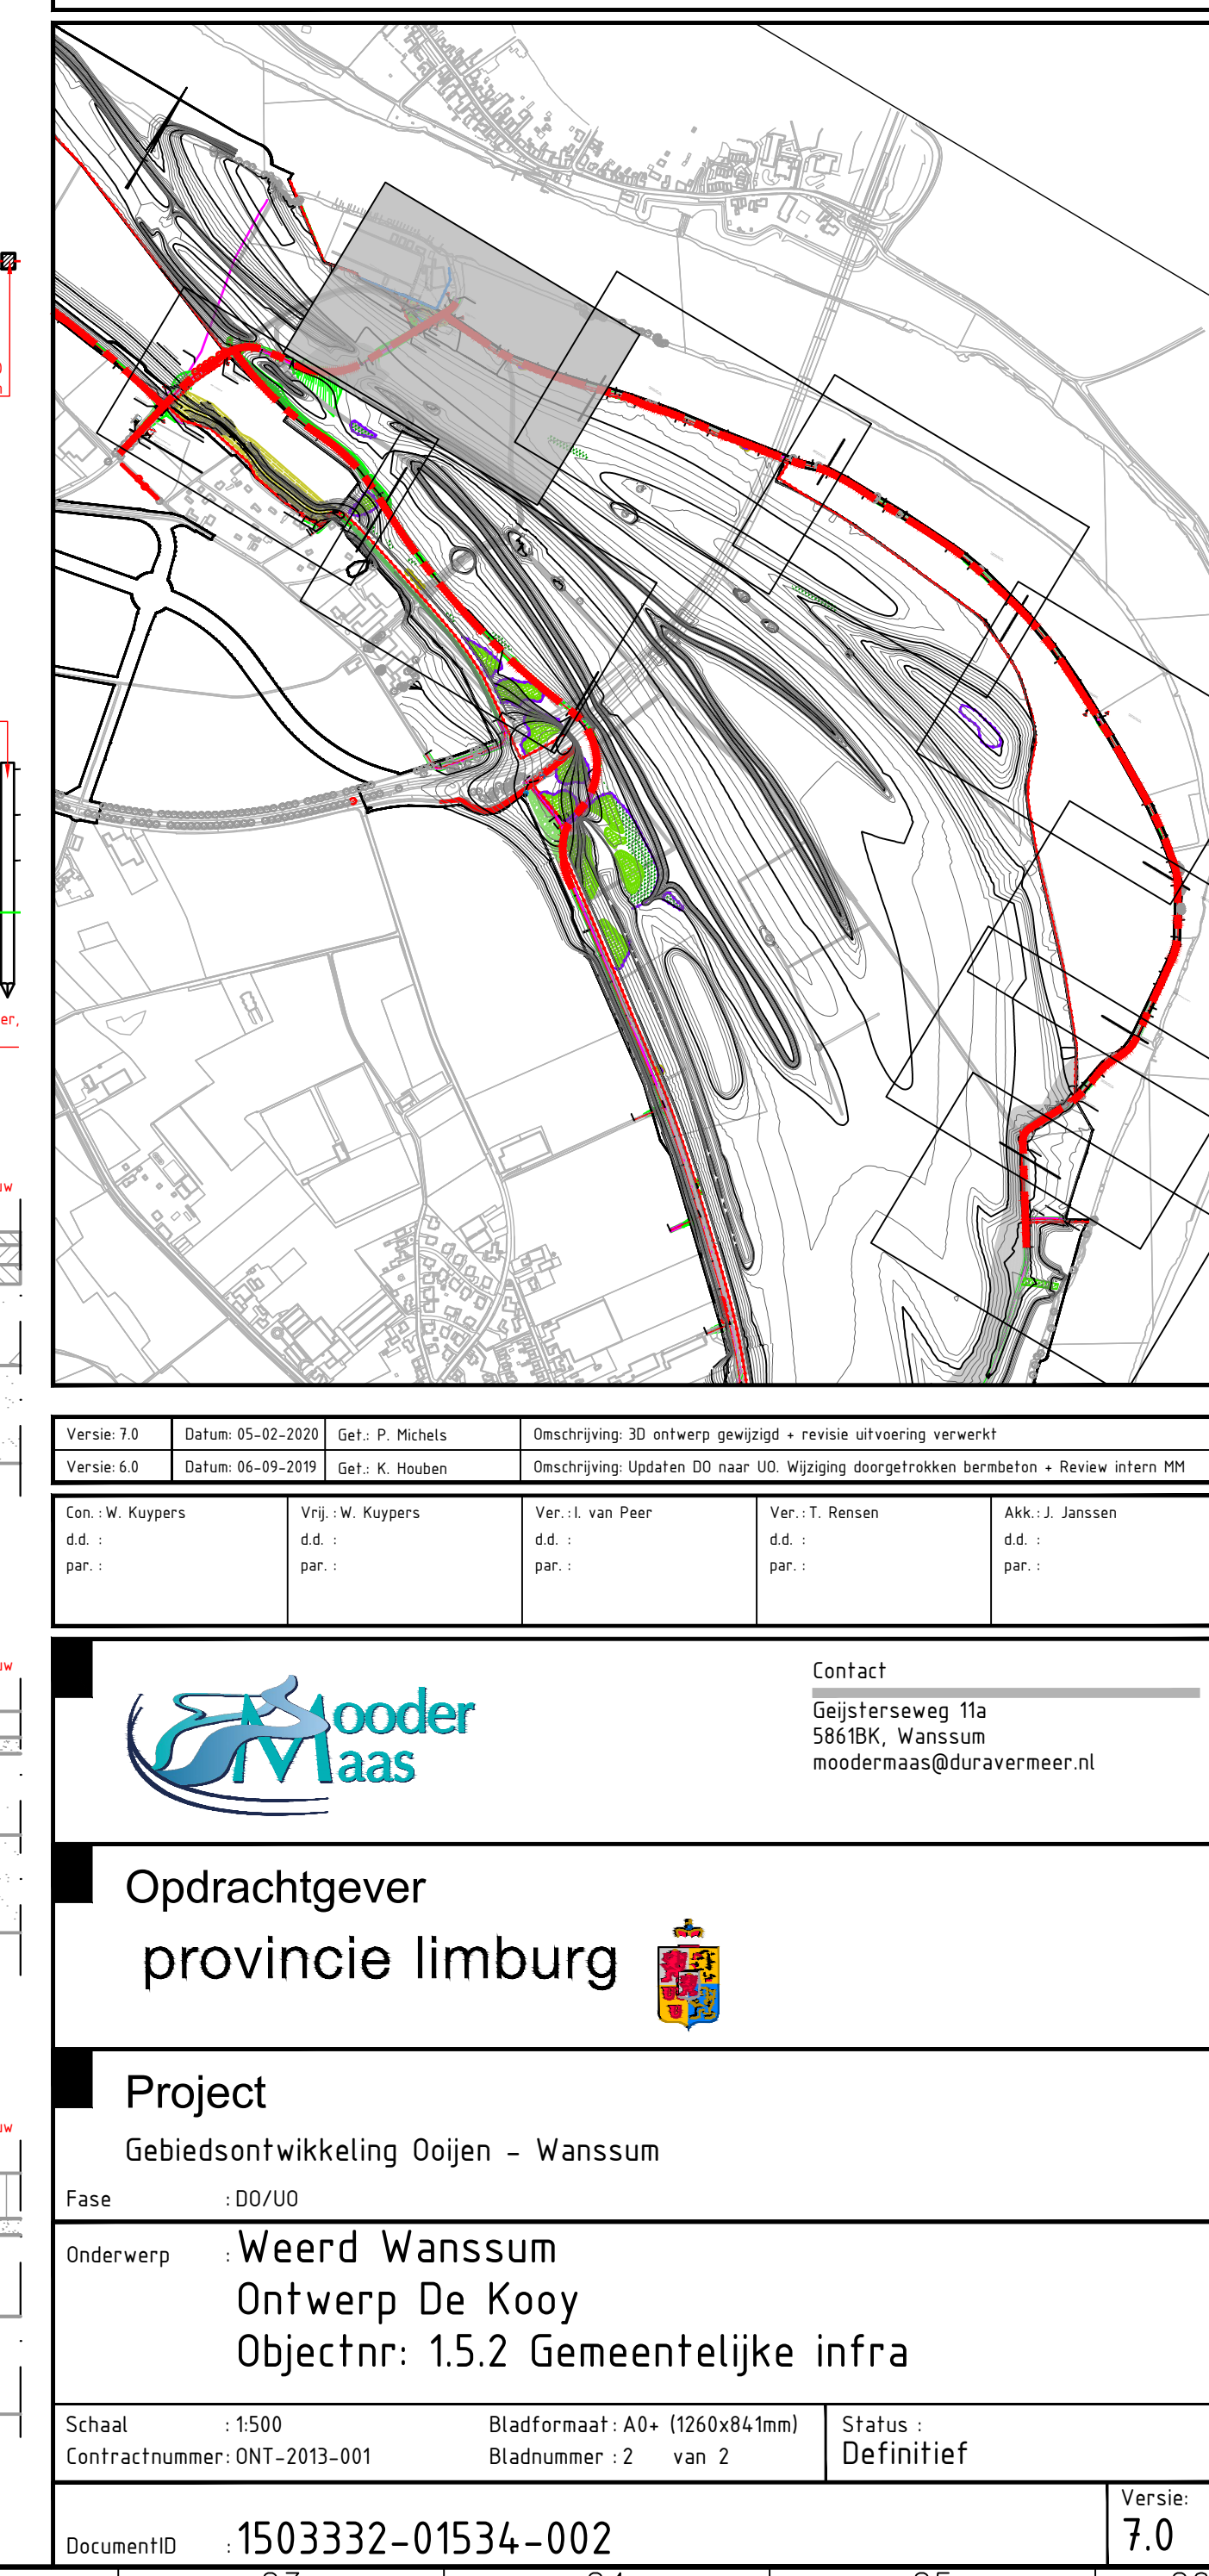 er,
Versie: 7.0 Datum: 05-02-2020 Get.: P. Michels Omschrijving: 3D ontwerp gewijzigd + revisie uitvoering verwerkt
Versie: 6.0 Datum: 06-09-2019 Get.: K. Houben Omschrijving: Updaten DO naar UO. Wijziging doorgetrokken bermbeton + Review intern MM
Con. : W. Kuypers Vrij. : W. Kuypers Ver. : I. van Peer Ver. : T. Rensen Akk.: J. Janssen
d.d. : d.d. : d.d. : d.d. : d.d. :
par. : par. : par. : par. : par. :
Mooder
Maas
Contact
Geijsterseweg 11a
5861BK, Wanssum
moodermaas@duravermeer.nl
Opdrachtgever
provincie limburg
Project
Gebiedsontwikkeling Ooijen - Wanssum
Fase : DO/UO
Onderwerp : Weerd Wanssum
Ontwerp De Kooy
Objectnr: 1.5.2 Gemeentelijke infra
Schaal : 1:500 Bladformaat : A0+ (1260x841mm) Status :
Contractnummer: ONT-2013-001 Bladnummer : 2 van 2 Definitief
Versie:
DocumentID : 1503332-01534-002 7.0